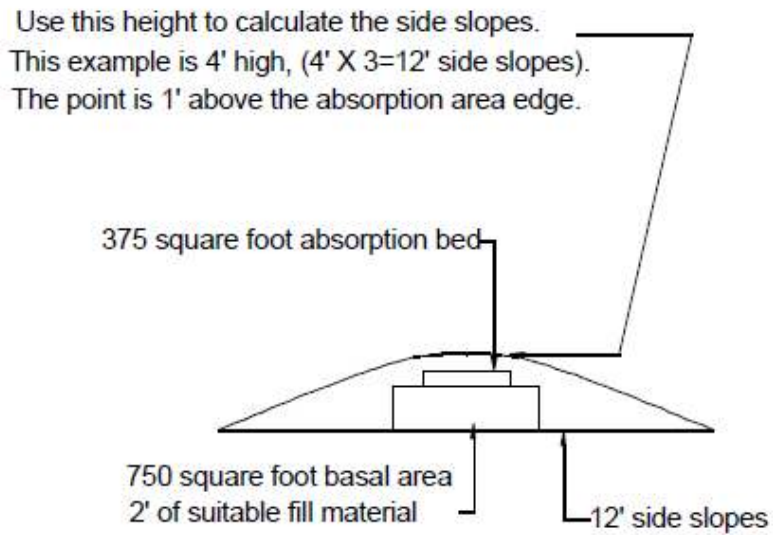 Use this height to calculate the side slopes.
This example is 4' high, (4' X 3=12' side slopes).
The point is 1' above the absorption area edge.
375 square foot absorption bed
750 square foot basal area
2' of suitable fill material
12' side slopes